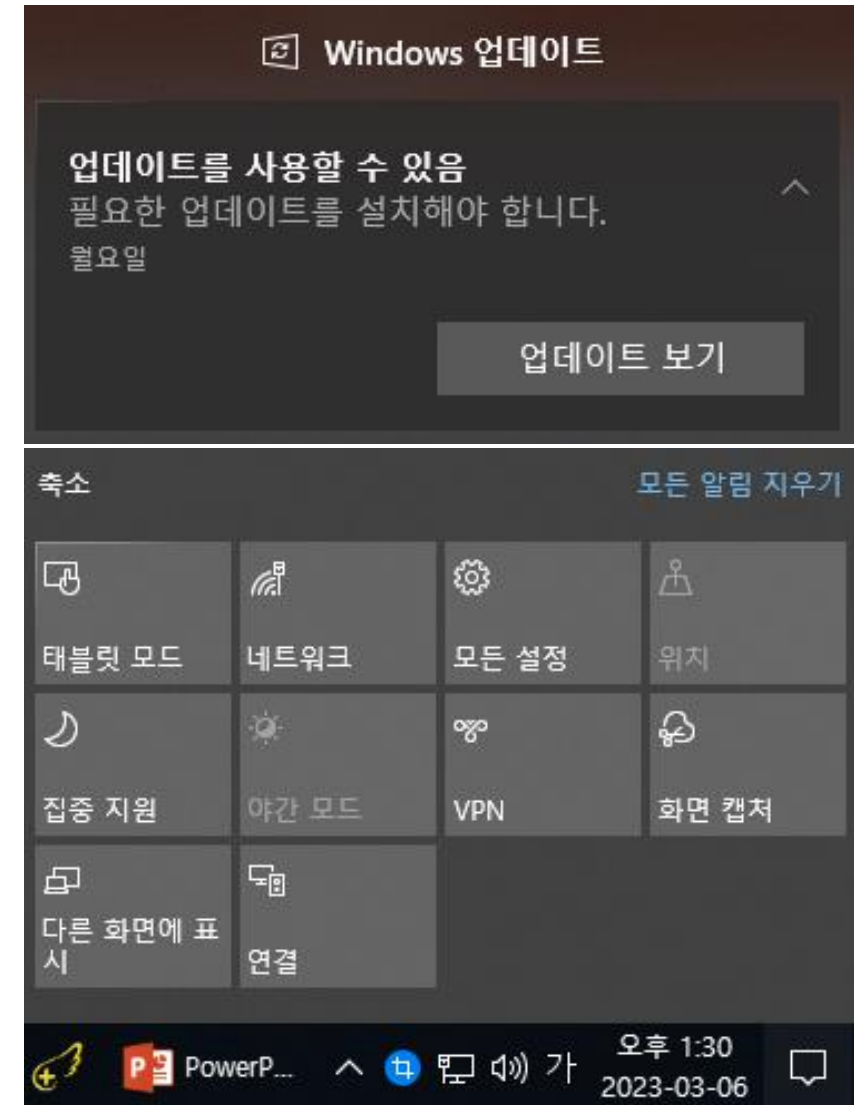 Windows 업데이트
업데이트를 사용할 수 있음
필요한 업데이트를 설치해야 합니다.
월요일
업데이트 보기
축소 모든 알림 지우기
태블릿 모드 네트워크 모든 설정 위치
집중 지원 야간 모드 VPN 화면 캡처
다른 화면에 표
시
연결
PowerP... 가 오후 1:30
2023-03-06